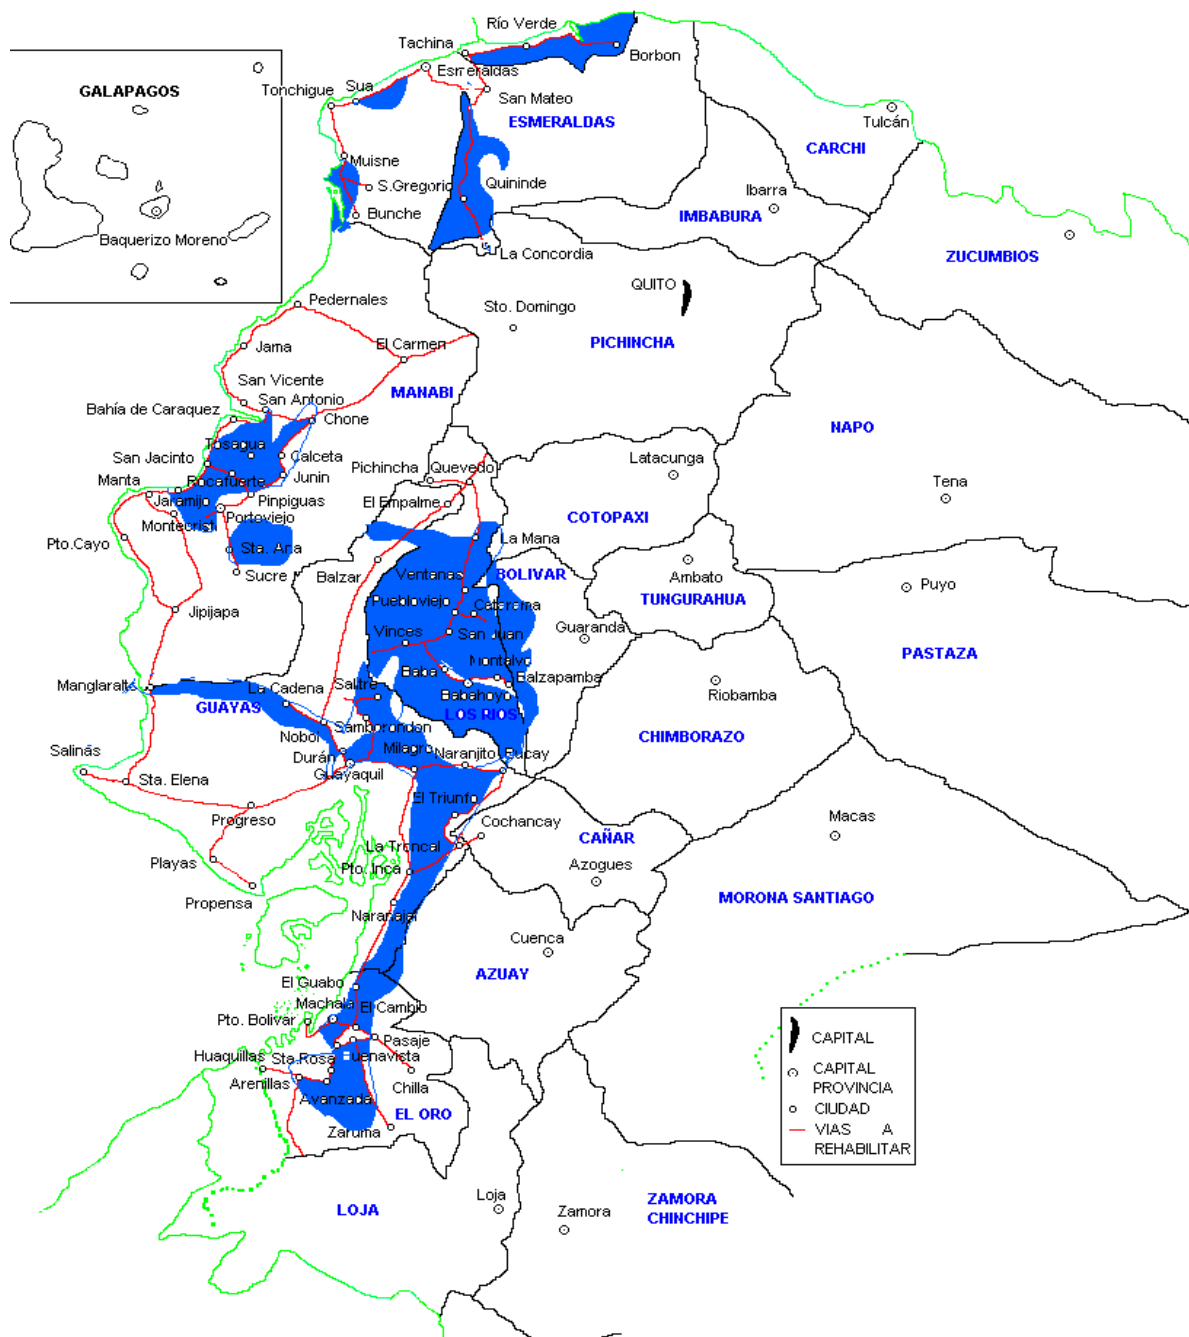 Río Verde
Tachina
Borbon
Esmeraldas
GALAPAGOS
Tonchigue
Sua
San Mateo
ESMERALDAS
Tulcán
CARCHI
Muisne
S.Gregorio
Quininde
Ibarra
Bunche
IMBABURA
Baquerizo Moreno
La Concordia
ZUCUMBIOS
QUITO
Pedernales
Sto. Domingo
Jama
El Carmen
PICHINCHA
San Vicente
MANABI
San Antonio
Bahía de Caraquez
Chone
NAPO
Tosagua
San Jacinto
Calceta
Pichincha
Quevedo
Latacunga
Manta
Rocafuerte
Junin
Tena
Jaramijo
Pinpiguas
El Empalme
Montecristi
Portoviejo
COTOPAXI
Pto.Cayo
Sta. Ana
La Mana
Sucre
Balzar
Ventanas
BOLIVAR
Ambato
Puyo
Jipijapa
Puebloviejo
Catarama
TUNGURAHUA
Vinces
San Juan
Guaranda
PASTAZA
Baba
Montalvo
Manglaralto
La Cadena
Salitre
Babahoyo
Balzapamba
Riobamba
GUAYAS
LOS RIOS
Nobol
Samborondon
CHIMBORAZO
Salinás
Durán
Milagro
Naranjito
Bucay
Sta. Elena
Guayaquil
El Triunfo
Progreso
Cochancay
CAÑAR
Macas
La Troncal
Playas
Pto. Inca
Azogues
Propensa
Naranajal
MORONA SANTIAGO
Cuenca
El Guabo
AZUAY
Machala
El Cambio
Pto. Bolivar
Pasaje
CAPITAL
Huaquillas
Sta Rosa
Buenavista
Arenillas
Chilla
CAPITAL
PROVINCIA
Avanzada
EL ORO
CIUDAD
Zaruma
VIAS A
REHABILITAR
Loja
LOJA
Zamora
ZAMORA
CHINCHIPE